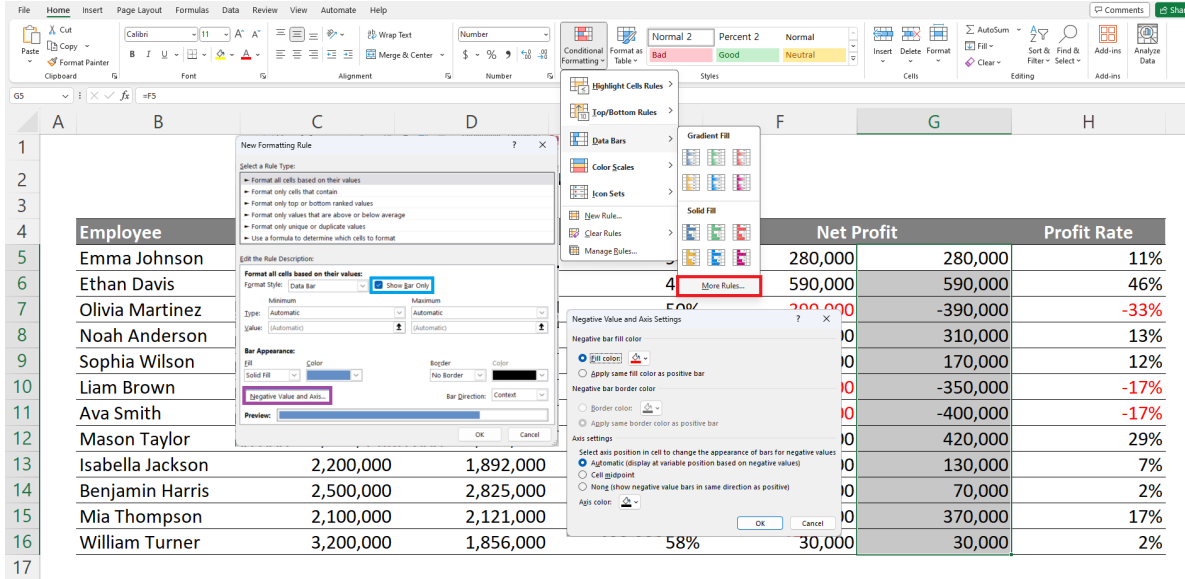 File Home Insert Page Layout Formulas Data Review View Automate Help Comments
Paste Cut Copy Format Painter Clipboard
Calibri 11 A A B I U A Font
Wrap Text Merge & Center Alignment
Number $ % Number
Conditional Formatting Format as Table Normal 2 Percent 2 Normal Bad Good Neutral Styles
Insert Delete Format Cells
AutoSum Fill Clear Sort & Filter Find & Select Editing
Add-ins Add-ins Analyze Data
G5 fx =F5
A B C D F G H
Highlight Cells Rules
Top/Bottom Rules
Data Bars
Color Scales
Icon Sets
New Rule...
Clear Rules
Manage Rules...
Gradient Fill
Solid Fill
More Rules...
New Formatting Rule ? X
Select a Rule Type:
► Format all cells based on their values
► Format only cells that contain
► Format only top or bottom ranked values
► Format only values that are above or below average
► Format only unique or duplicate values
► Use a formula to determine which cells to format
Edit the Rule Description:
Format all cells based on their values:
Format Style: Data Bar Show Bar Only
Minimum Maximum
Type: Automatic Automatic
Value: (Automatic) (Automatic)
Bar Appearance:
Fill Color Border Color
Solid Fill No Border
Negative Value and Axis... Bar Direction: Context
Preview:
OK Cancel
Negative Value and Axis Settings ? X
Negative bar fill color
Fill color:
Apply same fill color as positive bar
Negative bar border color
Border color:
Apply same border color as positive bar
Axis settings
Select axis position in cell to change the appearance of bars for negative values
Automatic (display at variable position based on negative values)
Cell midpoint
None (show negative value bars in same direction as positive)
Axis color:
OK Cancel
1
2
3
4 Employee Net Profit Profit Rate
5 Emma Johnson 280,000 280,000 11%
6 Ethan Davis 590,000 590,000 46%
7 Olivia Martinez -390,000 -33%
8 Noah Anderson 310,000 13%
9 Sophia Wilson 170,000 12%
10 Liam Brown -350,000 -17%
11 Ava Smith -400,000 -17%
12 Mason Taylor 420,000 29%
13 Isabella Jackson 2,200,000 1,892,000 130,000 7%
14 Benjamin Harris 2,500,000 2,825,000 70,000 2%
15 Mia Thompson 2,100,000 2,121,000 370,000 17%
16 William Turner 3,200,000 1,856,000 58% 30,000 30,000 2%
17